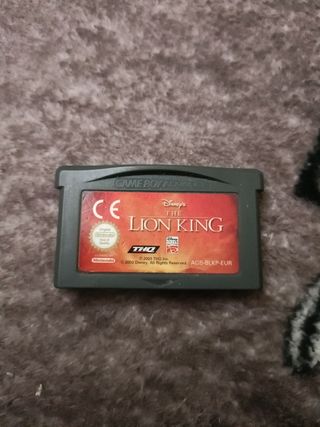 GAME BOY ADVANCE
CE
Disney's
THE
LION KING
Original
Nintendo
THQ
© 2003 THQ Inc.
© 2003 Disney. All Rights Reserved.
AGB-BLKP-EUR